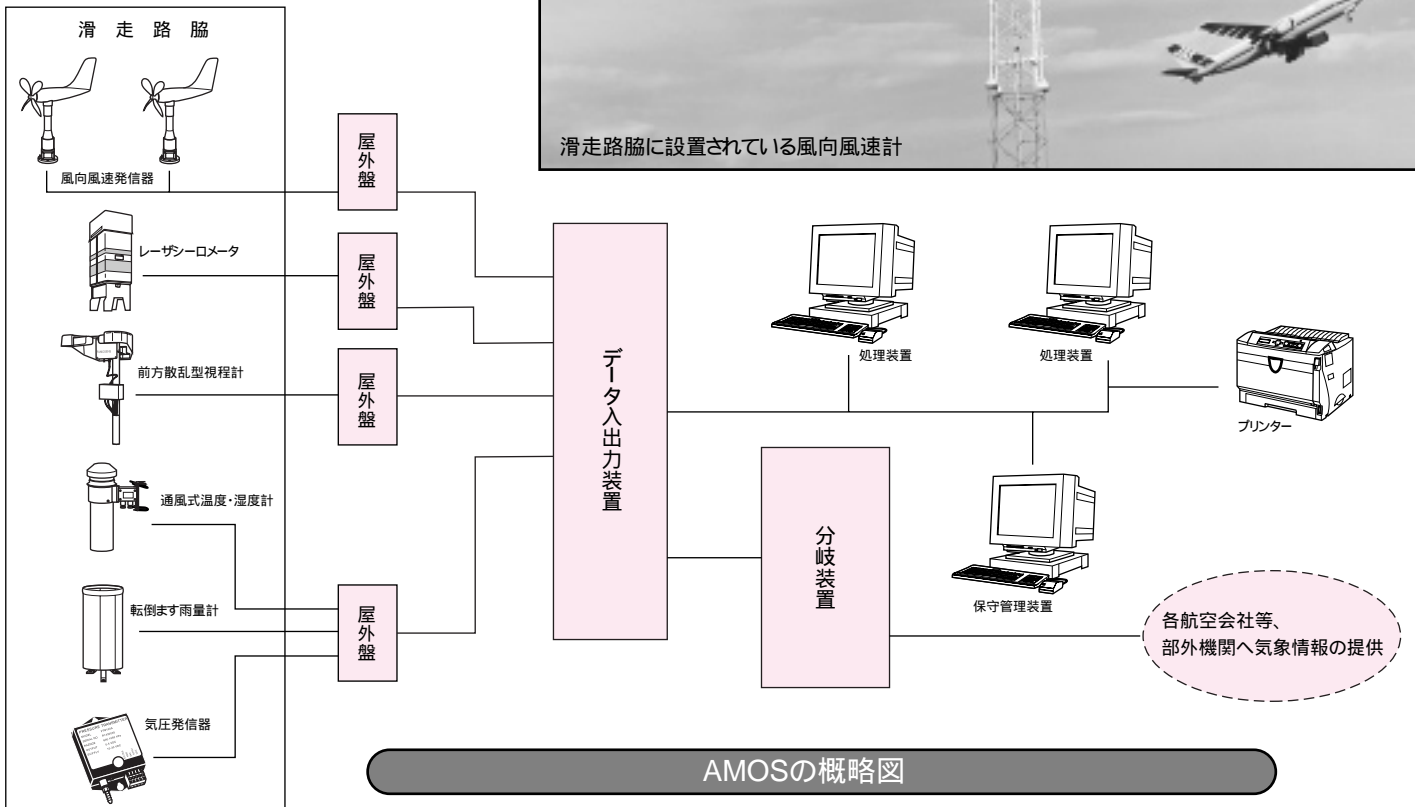 滑走路脇
風向風速発信器
レーザシーロメータ
前方散乱型視程計
通風式温度・湿度計
転倒ます雨量計
気圧発信器
屋外盤
屋外盤
屋外盤
屋外盤
滑走路脇に設置されている風向風速計
データ入出力装置
処理装置
処理装置
プリンター
分岐装置
保守管理装置
各航空会社等、
部外機関へ気象情報の提供
AMOSの概略図